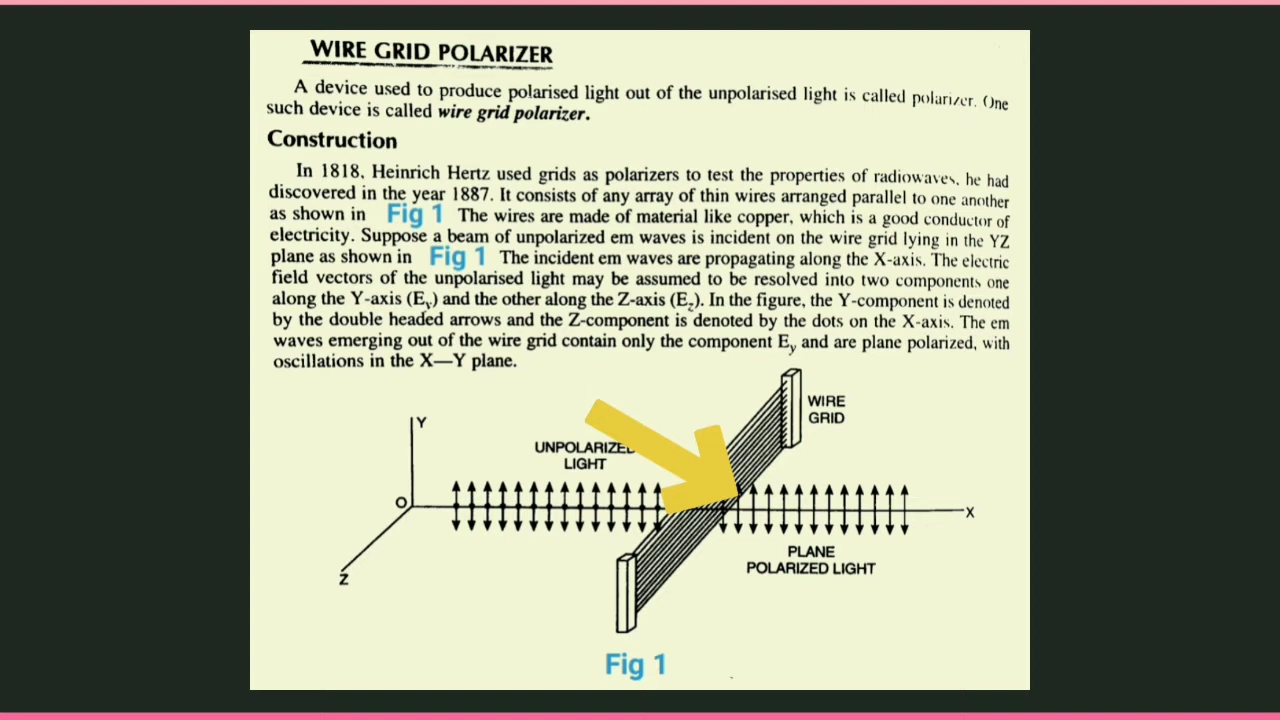 WIRE GRID POLARIZER
A device used to produce polarised light out of the unpolarised light is called polarizer. One
such device is called wire grid polarizer.
Construction
In 1818, Heinrich Hertz used grids as polarizers to test the properties of radiowaves, he had
discovered in the year 1887. It consists of any array of thin wires arranged parallel to one another
as shown in Fig 1 The wires are made of material like copper, which is a good conductor of
electricity. Suppose a beam of unpolarized em waves is incident on the wire grid lying in the YZ
plane as shown in Fig 1 The incident em waves are propagating along the X-axis. The electric
field vectors of the unpolarised light may be assumed to be resolved into two components one
along the Y-axis (Ey) and the other along the Z-axis (Ez). In the figure, the Y-component is denoted
by the double headed arrows and the Z-component is denoted by the dots on the X-axis. The em
waves emerging out of the wire grid contain only the component Ey and are plane polarized, with
oscillations in the X—Y plane.
WIRE
GRID
Y
UNPOLARIZED
LIGHT
O
X
Z
PLANE
POLARIZED LIGHT
Fig 1